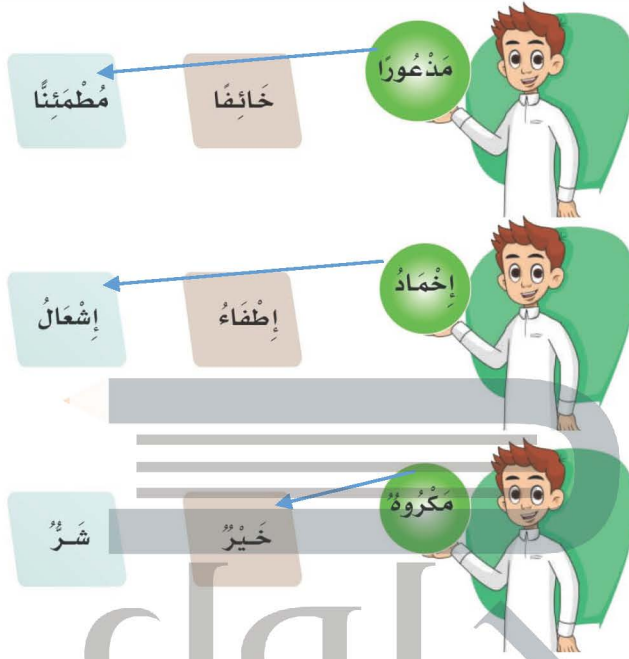 مَذْعُورًا خَائِفًا مُطْمَئِنًّا
إِخْمَادُ إِطْفَاءُ إِشْعَالُ
مَكْرُوهٌ خَيْرٌ شَرٌّ